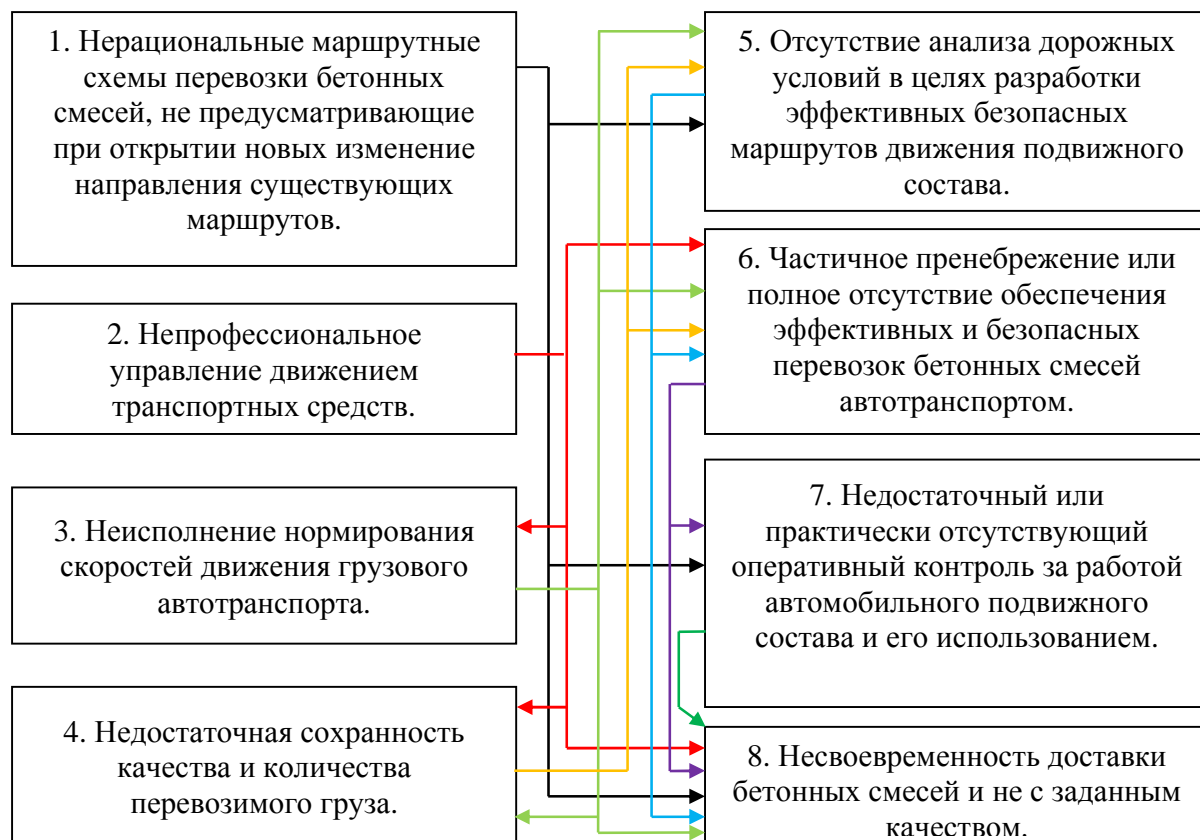 1. Нерациональные маршрутные
схемы перевозки бетонных
смесей, не предусматривающие
при открытии новых изменение
направления существующих
маршрутов.
2. Непрофессиональное
управление движением
транспортных средств.
3. Неисполнение нормирования
скоростей движения грузового
автотранспорта.
4. Недостаточная сохранность
качества и количества
перевозимого груза.
5. Отсутствие анализа дорожных
условий в целях разработки
эффективных безопасных
маршрутов движения подвижного
состава.
6. Частичное пренебрежение или
полное отсутствие обеспечения
эффективных и безопасных
перевозок бетонных смесей
автотранспортом.
7. Недостаточный или
практически отсутствующий
оперативный контроль за работой
автомобильного подвижного
состава и его использованием.
8. Несвоевременность доставки
бетонных смесей и не с заданным
качеством.